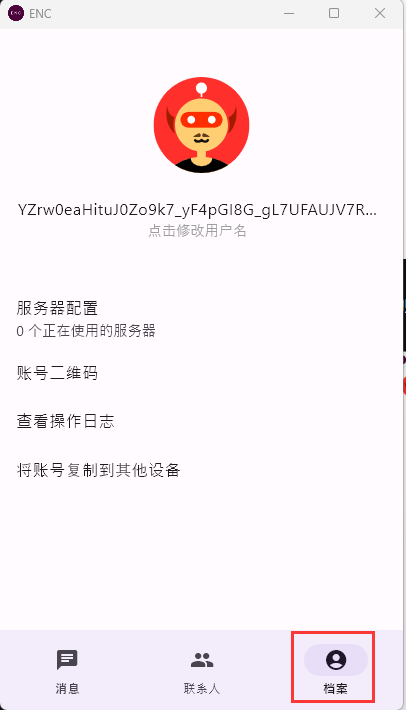 ENC
YZrw0eaHituJ0Zo9k7_yF4pGI8G_gL7UFAUJV7R...
点击修改用户名
服务器配置
0 个正在使用的服务器
账号二维码
查看操作日志
将账号复制到其他设备
消息
联系人
档案